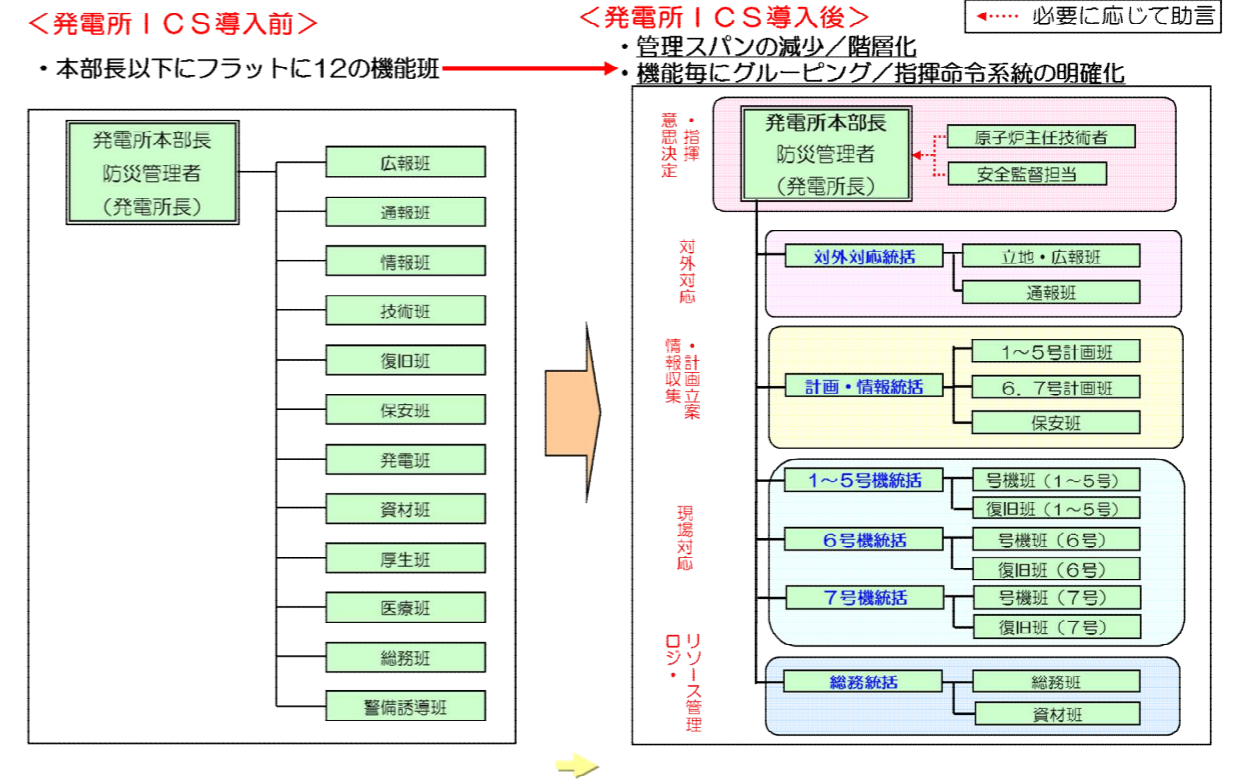 ＜発電所ＩＣＳ導入前＞
・本部長以下にフラットに12の機能班
発電所本部長
防災管理者
（発電所長）
広報班
通報班
情報班
技術班
復旧班
保安班
発電班
資材班
厚生班
医療班
総務班
警備誘導班
＜発電所ＩＣＳ導入後＞
必要に応じて助言
・管理スパンの減少／階層化
・機能毎にグルーピング／指揮命令系統の明確化
意思決定
・指揮
発電所本部長
防災管理者
（発電所長）
原子炉主任技術者
安全監督担当
対外対応
対外対応統括
立地・広報班
通報班
情報収集
・計画立案
計画・情報統括
1～5号計画班
6．7号計画班
保安班
現場対応
1～5号機統括
号機班（1～5号）
復旧班（1～5号）
6号機統括
号機班（6号）
復旧班（6号）
7号機統括
号機班（7号）
復旧班（7号）
ロジ・
リソース管理
総務統括
総務班
資材班